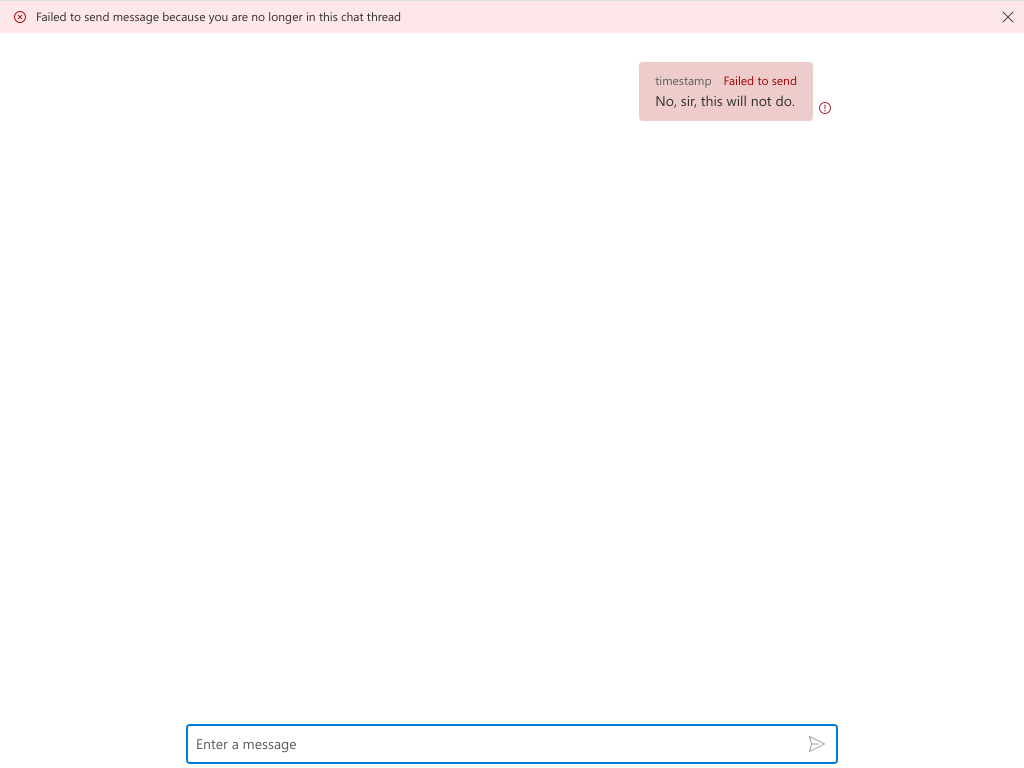 Failed to send message because you are no longer in this chat thread
timestamp Failed to send
No, sir, this will not do.
Enter a message